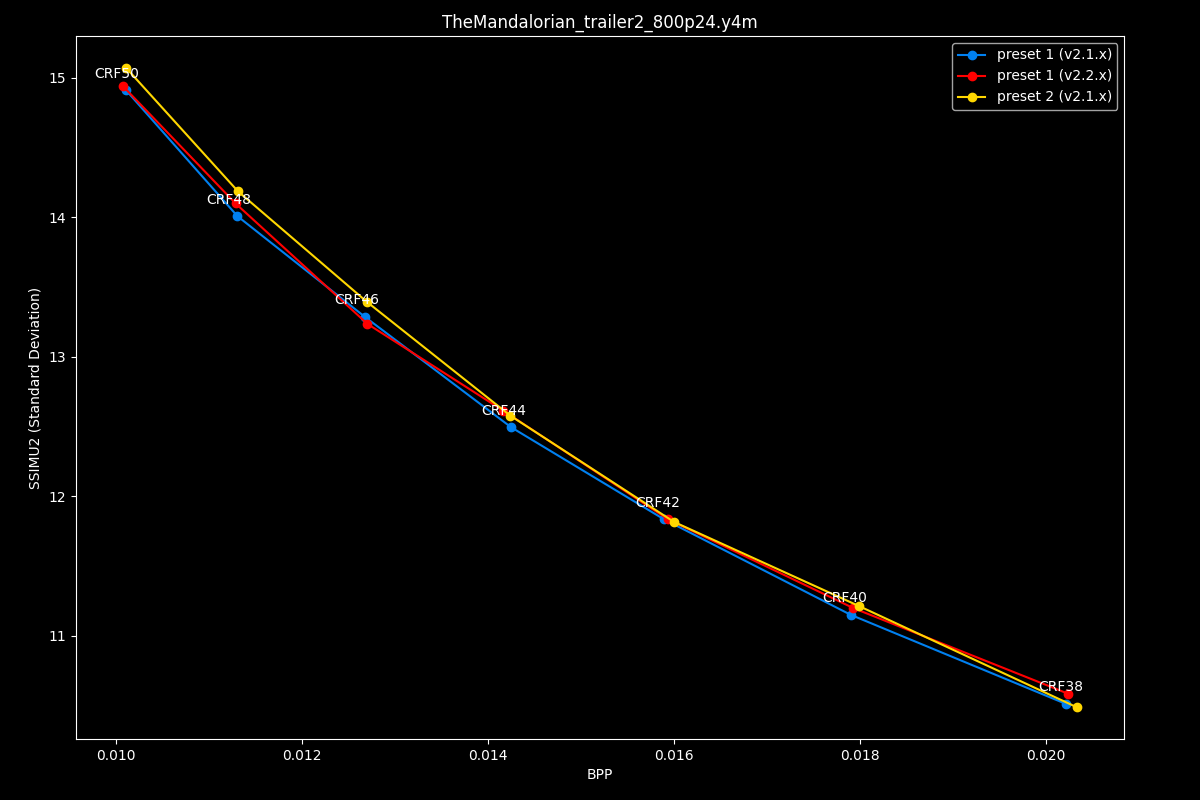 TheMandalorian_trailer2_800p24.y4m
preset 1 (v2.1.x)
preset 1 (v2.2.x)
preset 2 (v2.1.x)
CRF50
CRF48
CRF46
CRF44
CRF42
CRF40
CRF38
15
14
13
12
11
SSIMU2 (Standard Deviation)
0.010
0.012
0.014
0.016
0.018
0.020
BPP